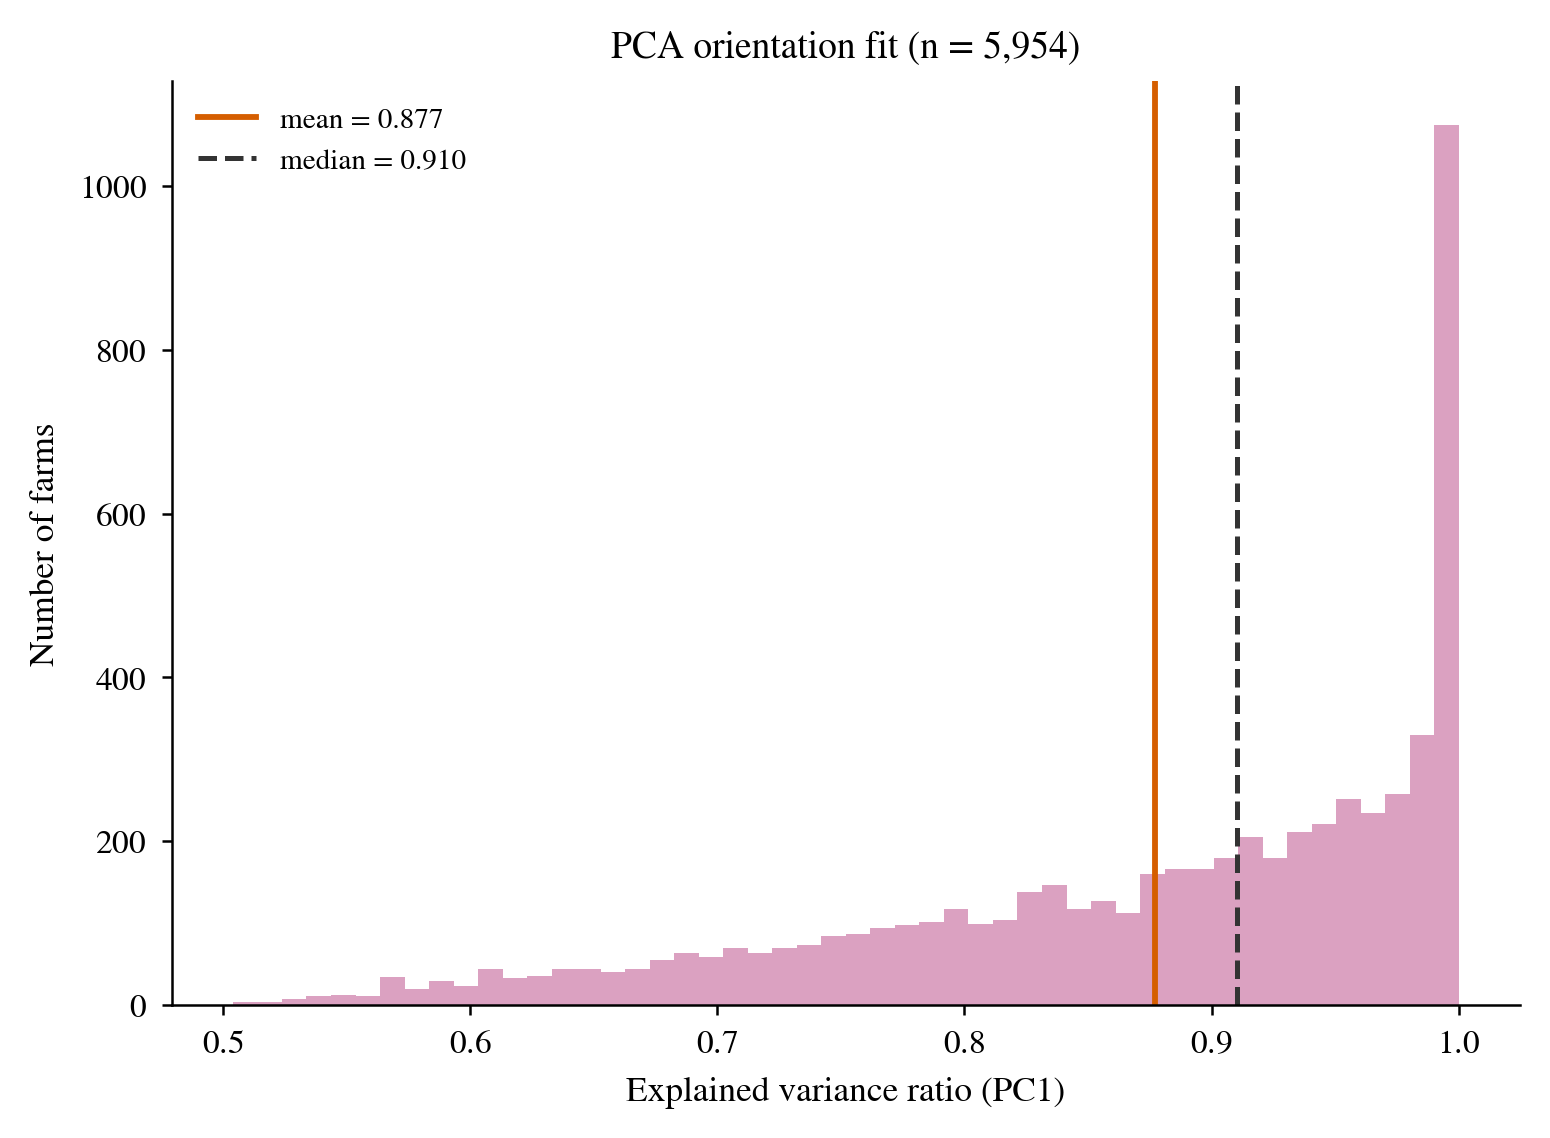 PCA orientation fit (n = 5,954)
mean = 0.877
median = 0.910
Number of farms
1000
800
600
400
200
0
0.5 0.6 0.7 0.8 0.9 1.0
Explained variance ratio (PC1)